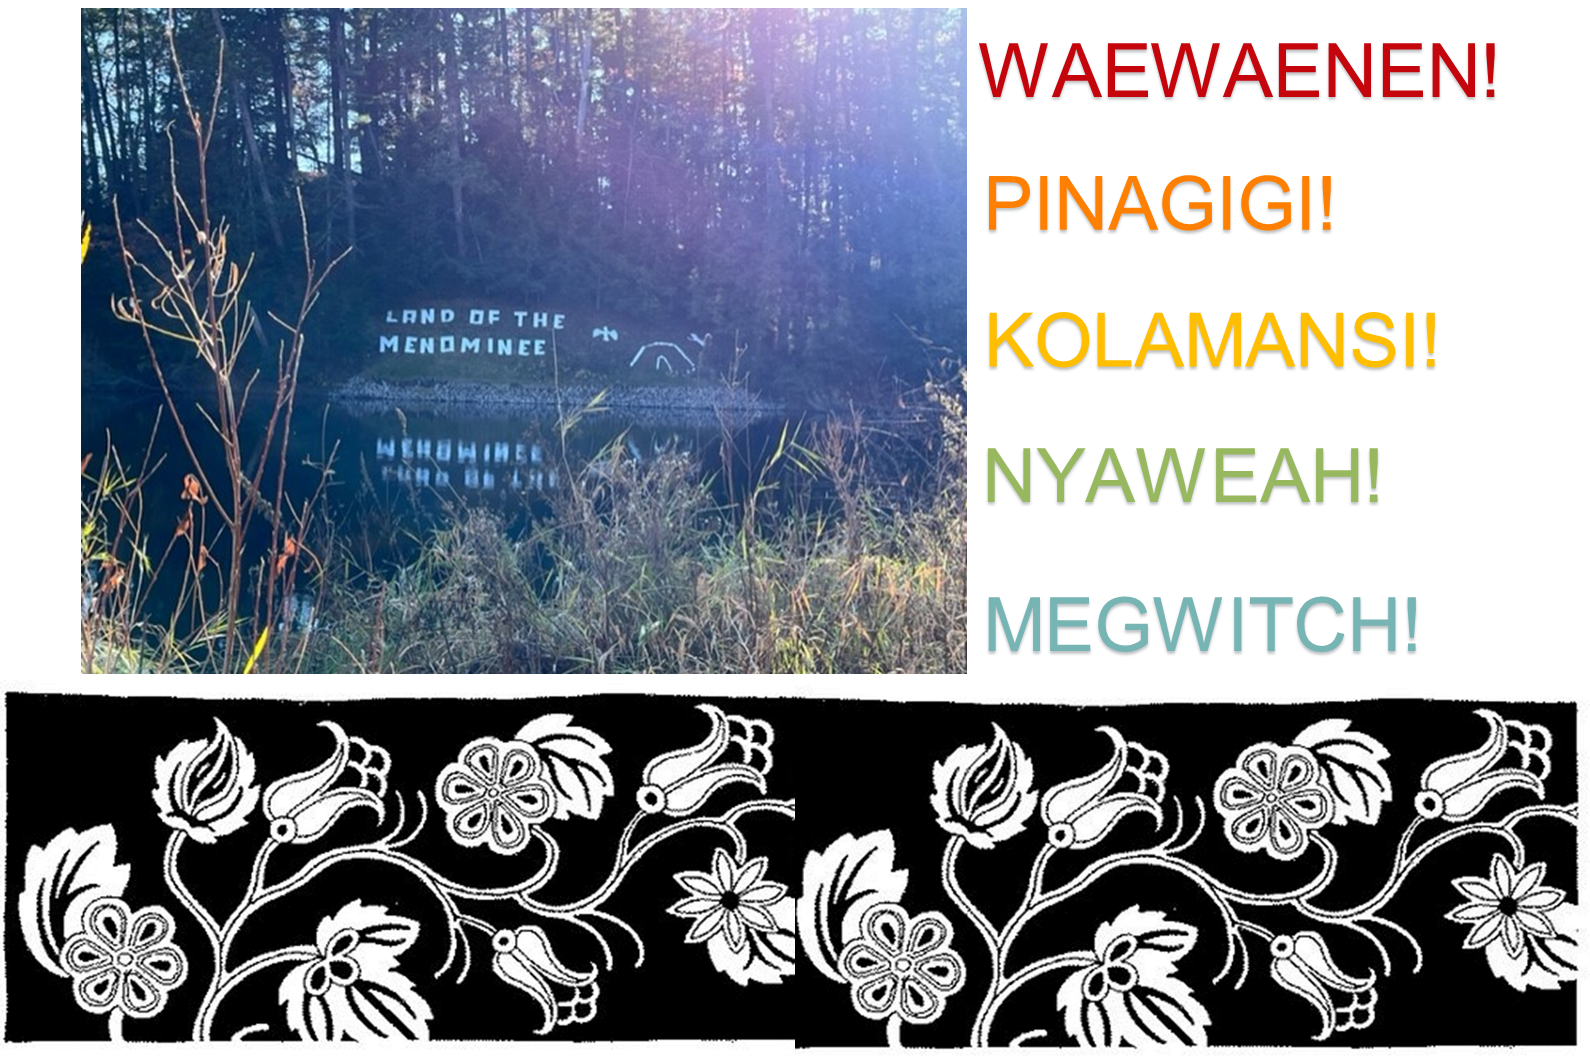 LAND OF THE
MENOMINEE
WAEWAENEN!
PINAGIGI!
KOLAMANSI!
NYAWEAH!
MEGWITCH!